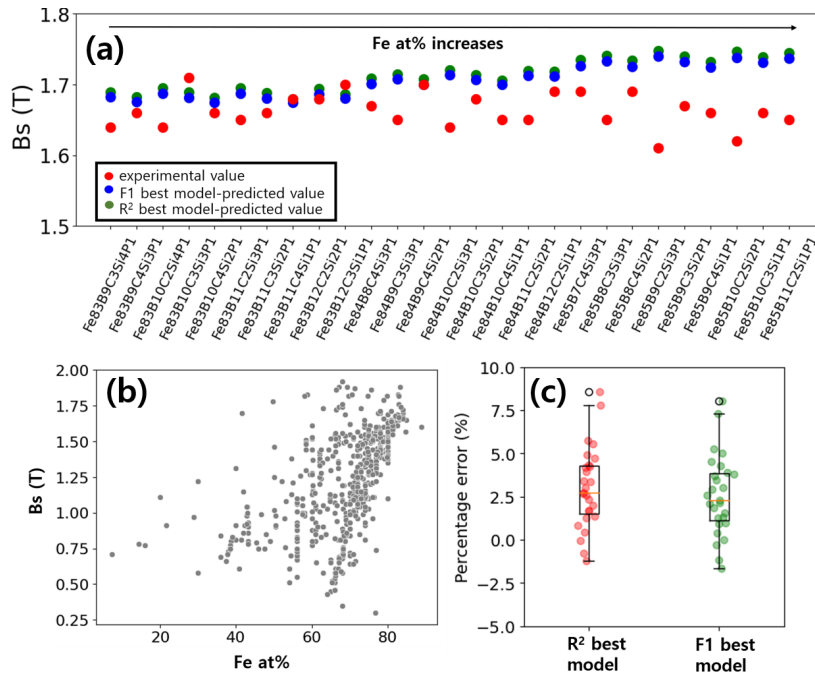 (a)
Fe at% increases
Bs (T)
1.8
1.7
1.6
1.5
experimental value
F1 best model-predicted value
R² best model-predicted value
Fe83B9C3Si4P1
Fe83B9C4Si3P1
Fe83B10C2Si4P1
Fe83B10C3Si3P1
Fe83B10C4Si2P1
Fe83B11C2Si3P1
Fe83B11C3Si2P1
Fe83B11C4Si1P1
Fe83B12C2Si2P1
Fe83B12C3Si1P1
Fe84B8C4Si3P1
Fe84B9C3Si3P1
Fe84B9C4Si2P1
Fe84B10C2Si3P1
Fe84B10C3Si2P1
Fe84B10C4Si1P1
Fe84B11C2Si2P1
Fe84B12C2Si1P1
Fe85B7C4Si3P1
Fe85B8C3Si3P1
Fe85B8C4Si2P1
Fe85B9C2Si3P1
Fe85B9C3Si2P1
Fe85B9C4Si1P1
Fe85B10C2Si2P1
Fe85B10C3Si1P1
Fe85B11C2Si1P1
(b)
Bs (T)
2.00
1.75
1.50
1.25
1.00
0.75
0.50
0.25
20
40
60
80
Fe at%
(c)
Percentage error (%)
10.0
7.5
5.0
2.5
0.0
−2.5
−5.0
R² best
model
F1 best
model